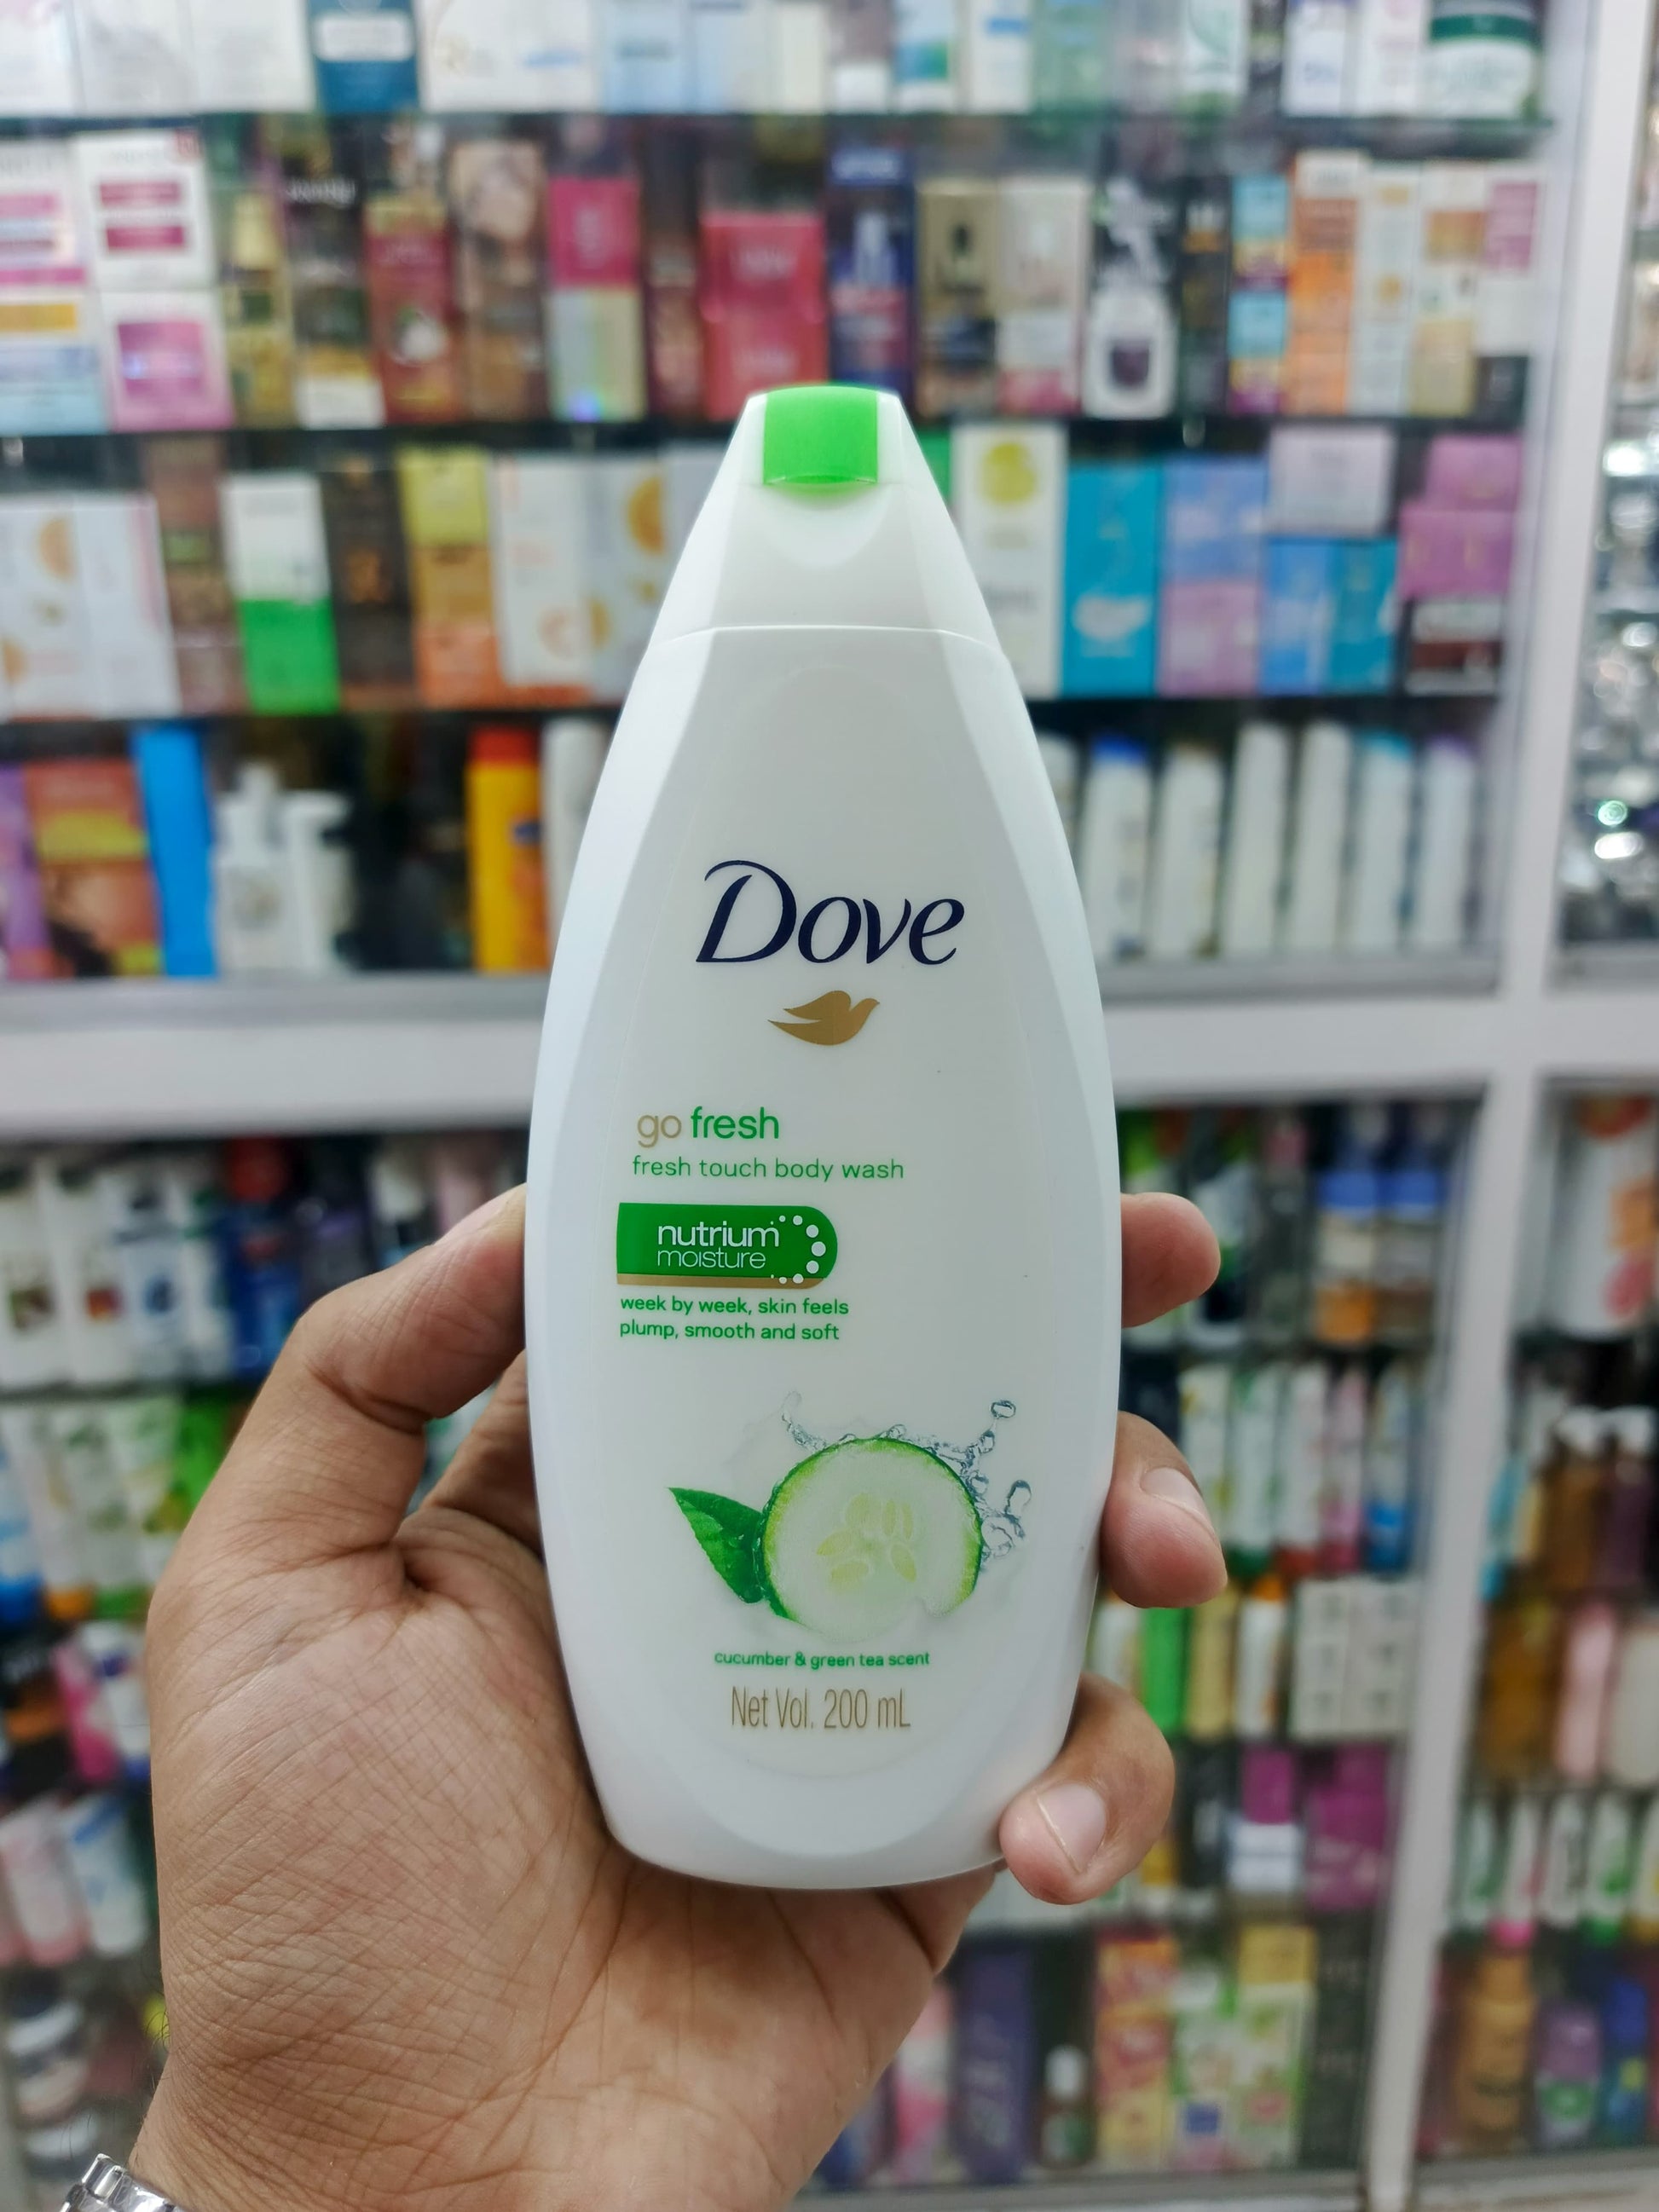 Dove
go fresh
fresh touch body wash
nutrium
moisture
week by week, skin feels
plump, smooth and soft
cucumber & green tea scent
Net Vol. 200 mL